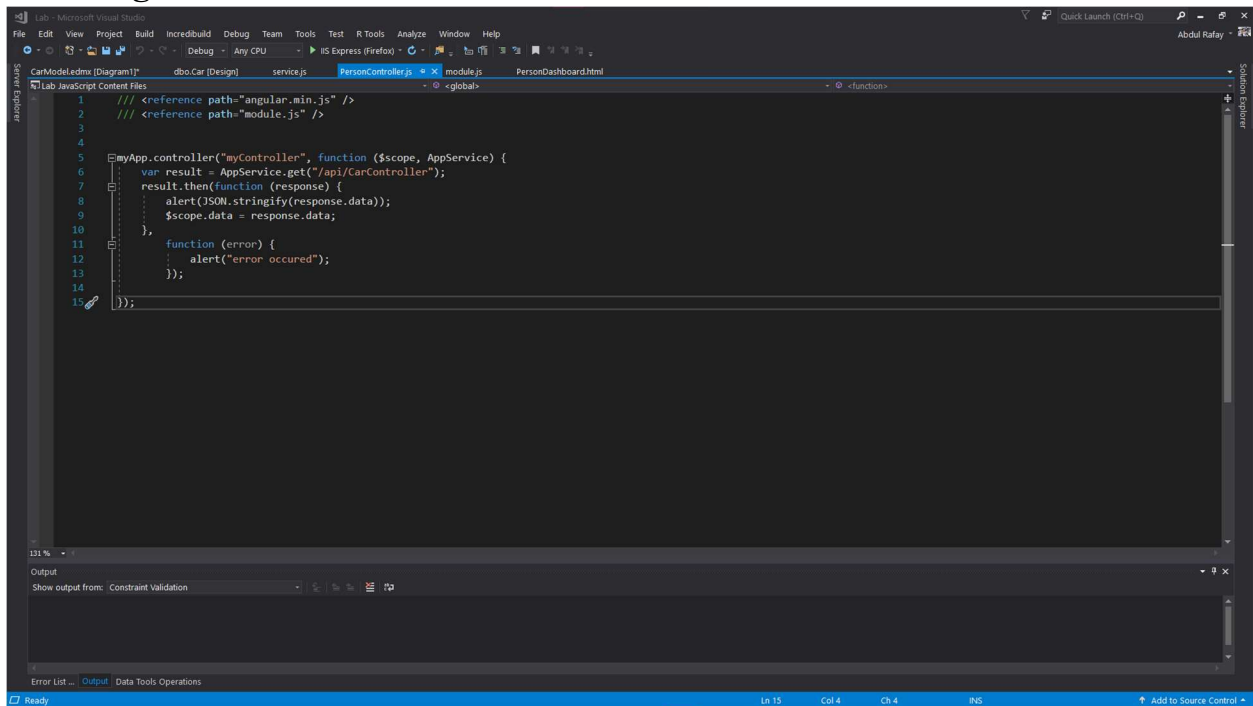 Lab - Microsoft Visual Studio
Quick Launch (Ctrl+Q)
File Edit View Project Build Incredibuild Debug Team Tools Test R Tools Analyze Window Help
Abdul Rafay
Debug Any CPU IIS Express (Firefox)
CarModel.edmx [Diagram1]* dbo.Car [Design] service.js PersonController.js module.js PersonDashboard.html
Lab JavaScript Content Files <global> <function>
Server Explorer
Solution Explorer
1 /// <reference path="angular.min.js" />
2 /// <reference path="module.js" />
3
4
5 myApp.controller("myController", function ($scope, AppService) {
6 var result = AppService.get("/api/CarController");
7 result.then(function (response) {
8 alert(JSON.stringify(response.data));
9 $scope.data = response.data;
10 },
11 function (error) {
12 alert("error occured");
13 });
14
15 });
131 %
Output
Show output from: Constraint Validation
Error List ... Output Data Tools Operations
Ready Ln 15 Col 4 Ch 4 INS Add to Source Control